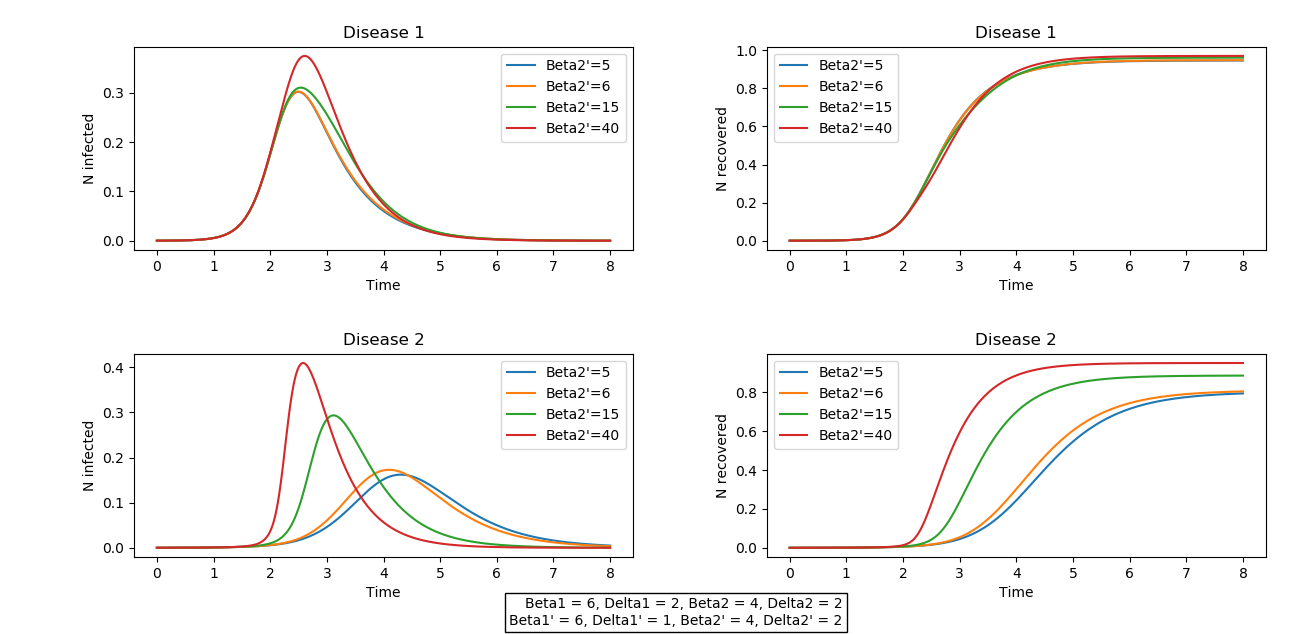 Disease 1
N infected
0.3
0.2
0.1
0.0
Beta2'=5
Beta2'=6
Beta2'=15
Beta2'=40
0 1 2 3 4 5 6 7 8
Time
Disease 1
N recovered
1.0
0.8
0.6
0.4
0.2
0.0
Beta2'=5
Beta2'=6
Beta2'=15
Beta2'=40
0 1 2 3 4 5 6 7 8
Time
Disease 2
N infected
0.4
0.3
0.2
0.1
0.0
Beta2'=5
Beta2'=6
Beta2'=15
Beta2'=40
0 1 2 3 4 5 6 7 8
Time
Disease 2
N recovered
0.8
0.6
0.4
0.2
0.0
Beta2'=5
Beta2'=6
Beta2'=15
Beta2'=40
0 1 2 3 4 5 6 7 8
Time
Beta1 = 6, Delta1 = 2, Beta2 = 4, Delta2 = 2
Beta1' = 6, Delta1' = 1, Beta2' = 4, Delta2' = 2